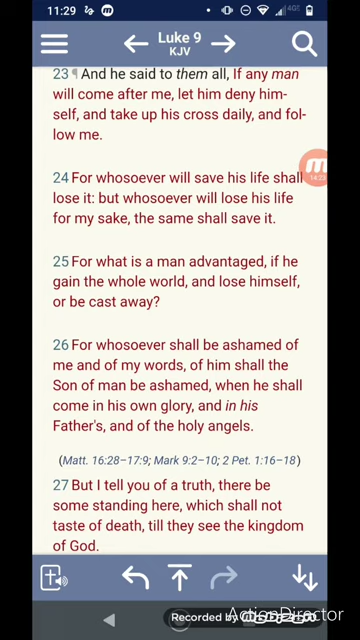 11:29
4G
Luke 9
KJV
23 ¶ And he said to them all, If any man
will come after me, let him deny him-
self, and take up his cross daily, and fol-
low me.
24 For whosoever will save his life shall
lose it: but whosoever will lose his life
for my sake, the same shall save it.
25 For what is a man advantaged, if he
gain the whole world, and lose himself,
or be cast away?
26 For whosoever shall be ashamed of
me and of my words, of him shall the
Son of man be ashamed, when he shall
come in his own glory, and in his
Father's, and of the holy angels.
(Matt. 16:28–17:9; Mark 9:2–10; 2 Pet. 1:16–18)
27 But I tell you of a truth, there be
some standing here, which shall not
taste of death, till they see the kingdom
of God.
Recorded by
ActionDirector